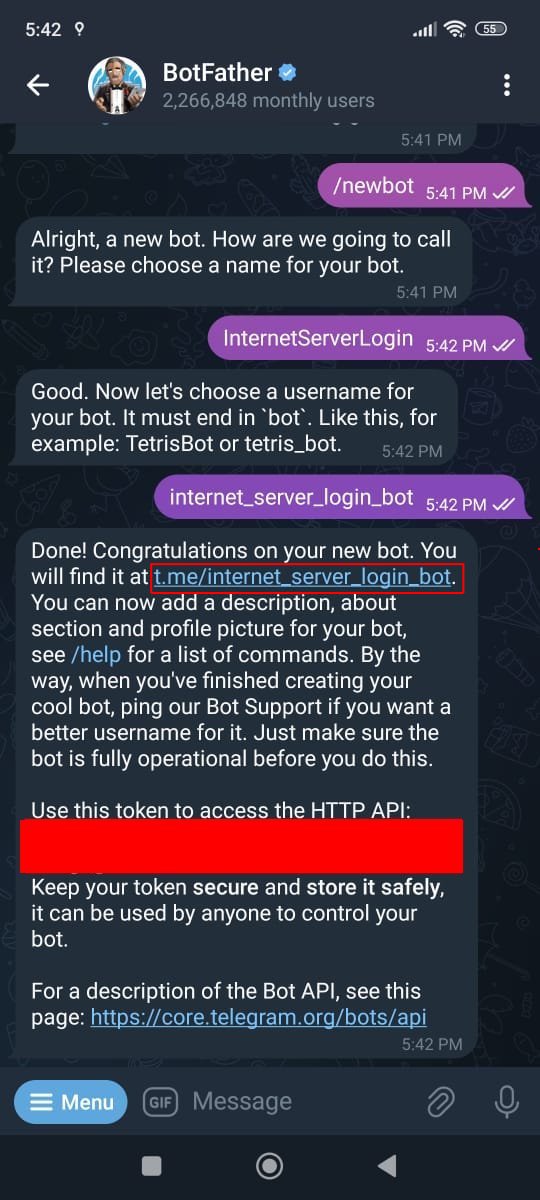 5:42
55
BotFather
2,266,848 monthly users
5:41 PM
/newbot 5:41 PM
Alright, a new bot. How are we going to call
it? Please choose a name for your bot.
5:41 PM
InternetServerLogin 5:42 PM
Good. Now let's choose a username for
your bot. It must end in `bot`. Like this, for
example: TetrisBot or tetris_bot. 5:42 PM
internet_server_login_bot 5:42 PM
Done! Congratulations on your new bot. You
will find it at t.me/internet_server_login_bot.
You can now add a description, about
section and profile picture for your bot,
see /help for a list of commands. By the
way, when you've finished creating your
cool bot, ping our Bot Support if you want a
better username for it. Just make sure the
bot is fully operational before you do this.
Use this token to access the HTTP API:
Keep your token secure and store it safely,
it can be used by anyone to control your
bot.
For a description of the Bot API, see this
page: https://core.telegram.org/bots/api
5:42 PM
Menu GIF Message